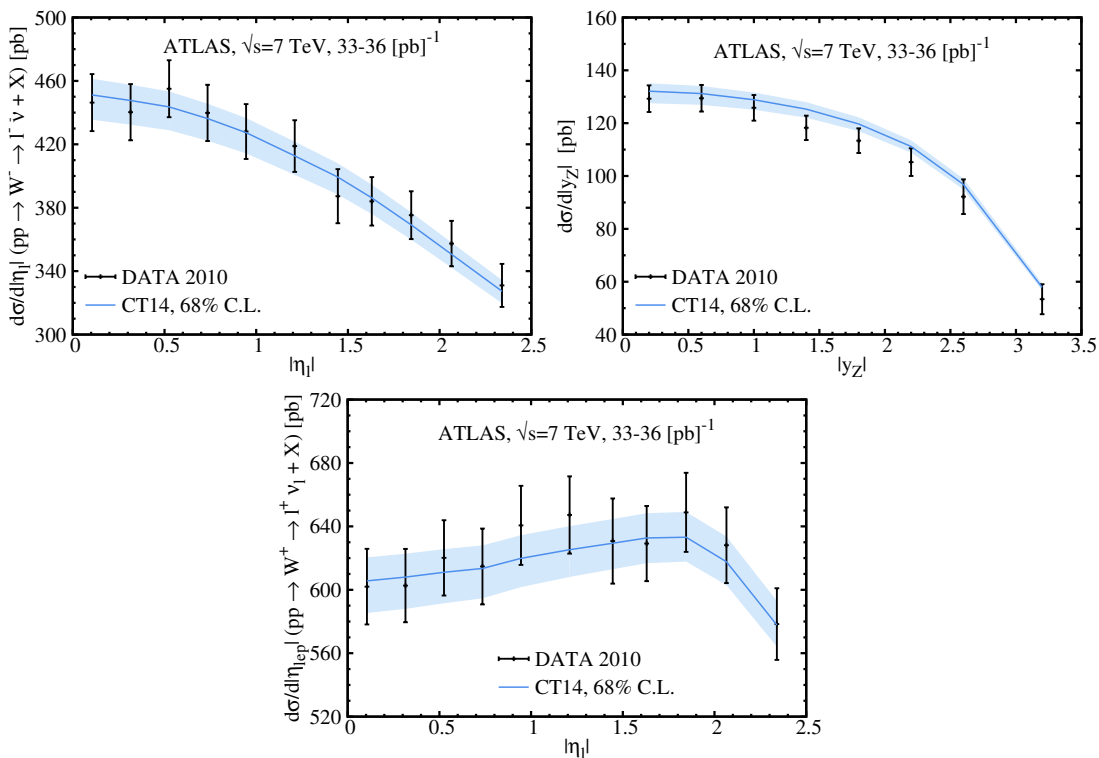 dσ/d|η_l| (pp → W⁻ → l⁻ ν̄ + X) [pb]
500
460
420
380
340
300
ATLAS, √s=7 TeV, 33-36 [pb]⁻¹
DATA 2010
CT14, 68% C.L.
0 0.5 1 1.5 2 2.5
|η_l|
dσ/d|y_Z| [pb]
160
140
120
100
80
60
40
ATLAS, √s=7 TeV, 33-36 [pb]⁻¹
DATA 2010
CT14, 68% C.L.
0 0.5 1 1.5 2 2.5 3 3.5
|y_Z|
dσ/d|η_lep| (pp → W⁺ → l⁺ ν_l + X) [pb]
720
680
640
600
560
520
ATLAS, √s=7 TeV, 33-36 [pb]⁻¹
DATA 2010
CT14, 68% C.L.
0 0.5 1 1.5 2 2.5
|η_l|